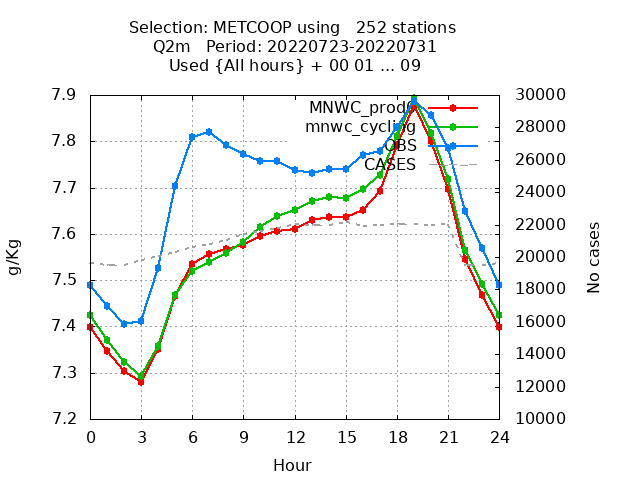 Selection: METCOOP using   252 stations
Q2m   Period: 20220723-20220731
Used {All hours} + 00 01 ... 09
MNWC_prod6
mnwc_cycling
OBS
CASES
g/Kg
7.9
7.8
7.7
7.6
7.5
7.4
7.3
7.2
30000
28000
26000
24000
22000
20000
18000
16000
14000
12000
10000
No cases
0 3 6 9 12 15 18 21 24
Hour